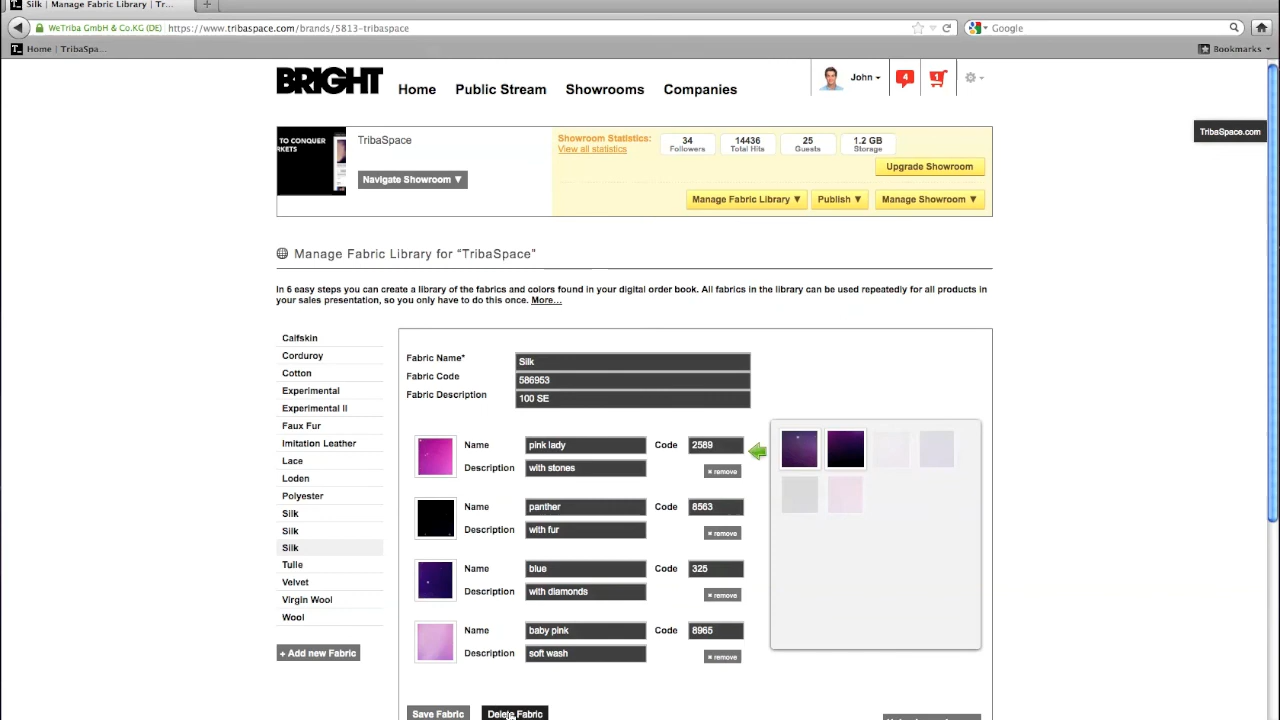 Silk | Manage Fabric Library | Tr...
WeTriba GmbH & Co.KG (DE) https://www.tribaspace.com/brands/5813-tribaspace Google
Home | TribaSpa... Bookmarks
BRIGHT Home Public Stream Showrooms Companies John 4 1
TribaSpace.com
TO CONQUER
RKETS
TribaSpace
Navigate Showroom ▼
Showroom Statistics:
View all statistics
34 Followers
14436 Total Hits
25 Guests
1.2 GB Storage
Upgrade Showroom
Manage Fabric Library ▼ Publish ▼ Manage Showroom ▼
Manage Fabric Library for “TribaSpace”
In 6 easy steps you can create a library of the fabrics and colors found in your digital order book. All fabrics in the library can be used repeatedly for all products in
your sales presentation, so you only have to do this once. More...
Calfskin
Corduroy
Cotton
Experimental
Experimental II
Faux Fur
Imitation Leather
Lace
Loden
Polyester
Silk
Silk
Silk
Tulle
Velvet
Virgin Wool
Wool
+ Add new Fabric
Fabric Name* Silk
Fabric Code 586953
Fabric Description 100 SE
Name pink lady Code 2589
Description with stones remove
Name panther Code 8563
Description with fur remove
Name blue Code 325
Description with diamonds remove
Name baby pink Code 8965
Description soft wash remove
Save Fabric Delete Fabric